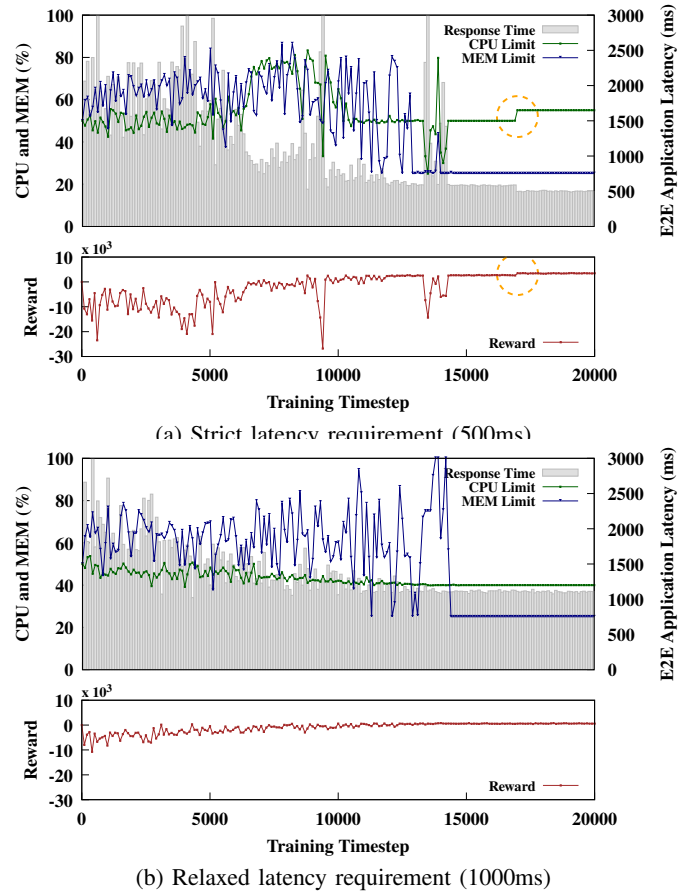 100
80
60
40
20
0
CPU and MEM (%)
Response Time
CPU Limit
MEM Limit
3000
2500
2000
1500
1000
500
0
E2E Application Latency (ms)
x 10³
10
0
-10
-20
-30
Reward
Reward
0
5000
10000
15000
20000
Training Timestep
(a) Strict latency requirement (500ms)
100
80
60
40
20
0
CPU and MEM (%)
Response Time
CPU Limit
MEM Limit
3000
2500
2000
1500
1000
500
0
E2E Application Latency (ms)
x 10³
10
0
-10
-20
-30
Reward
Reward
0
5000
10000
15000
20000
Training Timestep
(b) Relaxed latency requirement (1000ms)